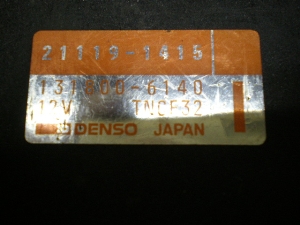 21119-1415
131800-6140
12V TNCF32
DENSO JAPAN